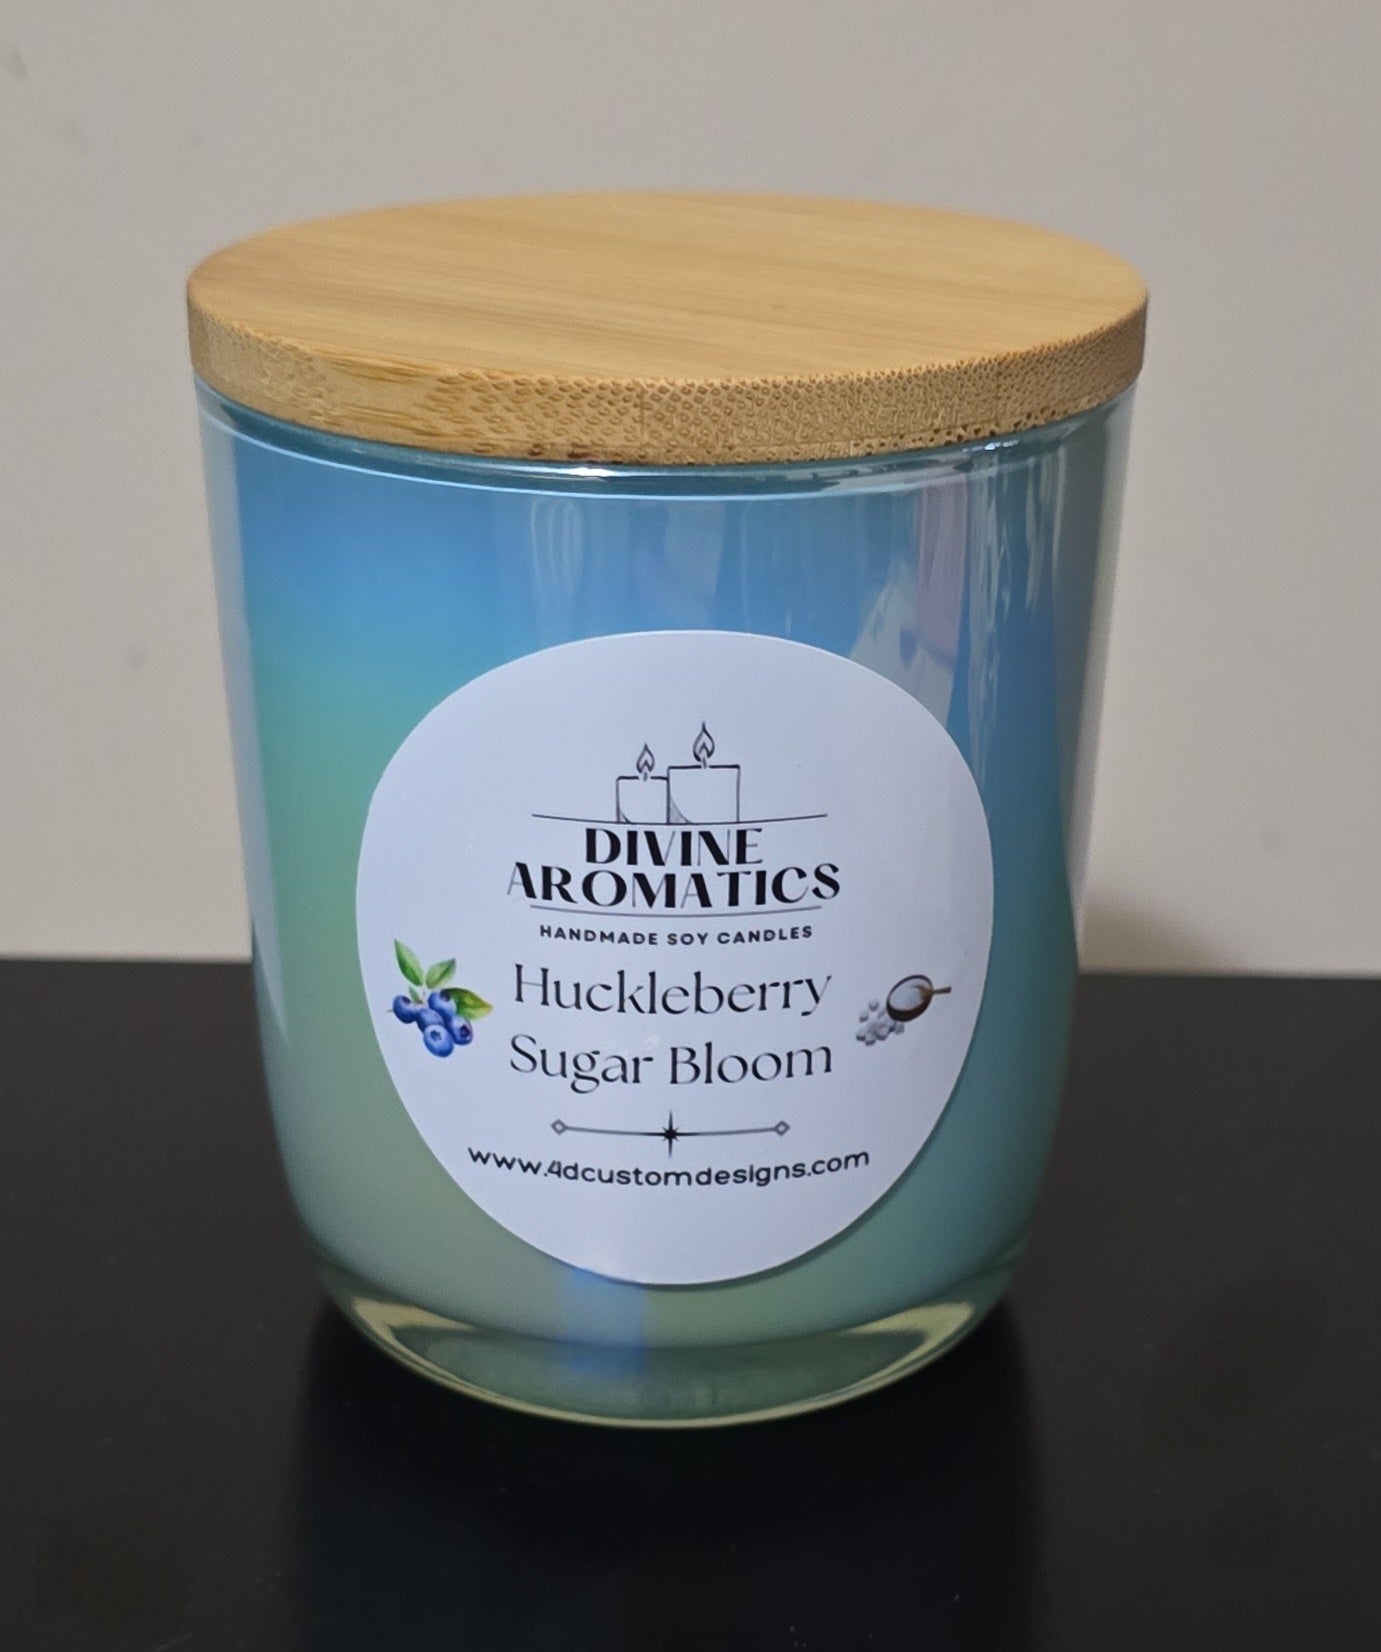 DIVINE
AROMATICS
HANDMADE SOY CANDLES
Huckleberry
Sugar Bloom
www.4dcustomdesigns.com